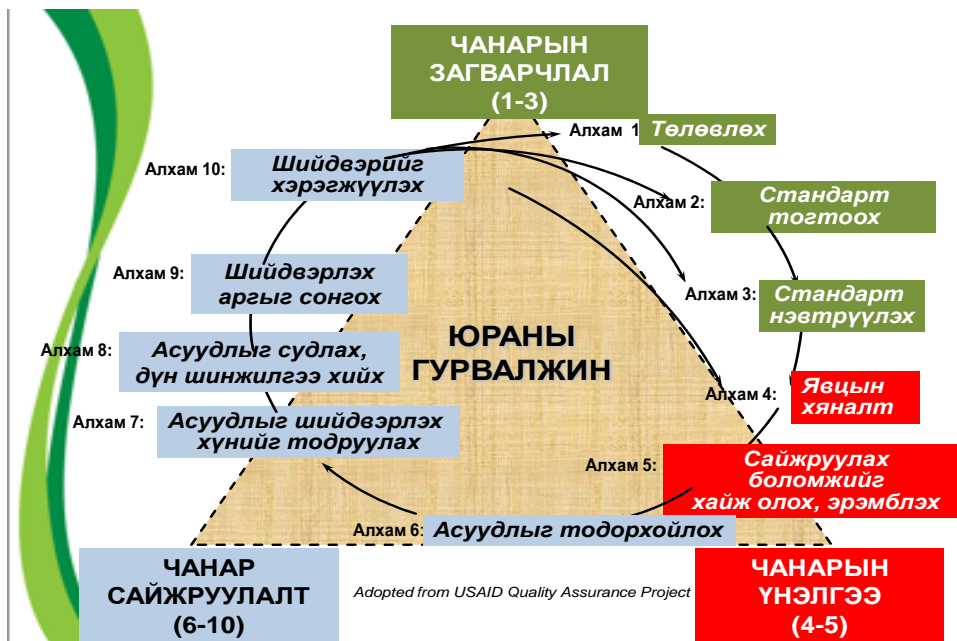 ЧАНАРЫН
ЗАГВАРЧЛАЛ
(1-3)
Алхам 1
Төлөвлөх
Алхам 2:
Стандарт
тогтоох
Алхам 3:
Стандарт
нэвтрүүлэх
Алхам 4:
Явцын
хяналт
Алхам 5:
Сайжруулах
боломжийг
хайж олох, эрэмблэх
Алхам 6:
Асуудлыг тодорхойлох
Алхам 7:
Асуудлыг шийдвэрлэх
хүнийг тодруулах
Алхам 8:
Асуудлыг судлах,
дүн шинжилгээ хийх
Алхам 9:
Шийдвэрлэх
аргыг сонгох
Алхам 10:
Шийдвэрийг
хэрэгжүүлэх
ЮРАНЫ
ГУРВАЛЖИН
ЧАНАР
САЙЖРУУЛАЛТ
(6-10)
Adopted from USAID Quality Assurance Project
ЧАНАРЫН
ҮНЭЛГЭЭ
(4-5)